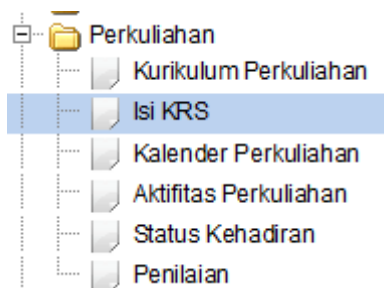 Perkuliahan
Kurikulum Perkuliahan
Isi KRS
Kalender Perkuliahan
Aktifitas Perkuliahan
Status Kehadiran
Penilaian